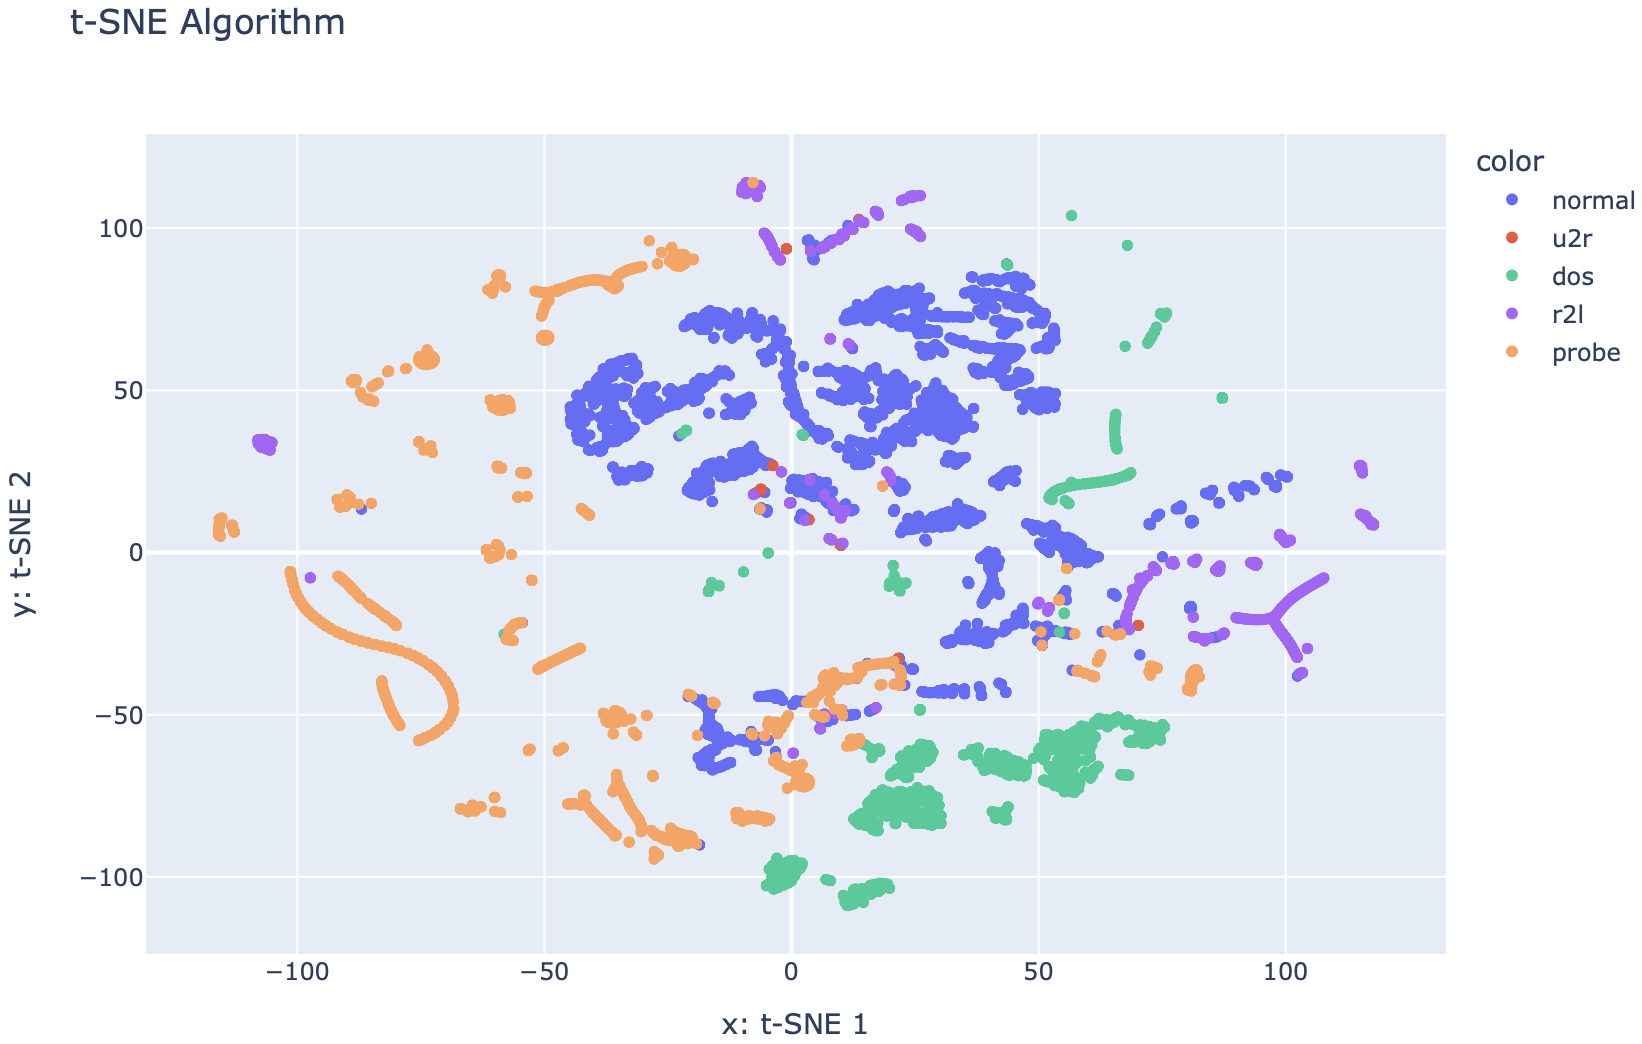 t-SNE Algorithm
color
normal
u2r
dos
r2l
probe
100
50
0
−50
−100
y: t-SNE 2
−100
−50
0
50
100
x: t-SNE 1